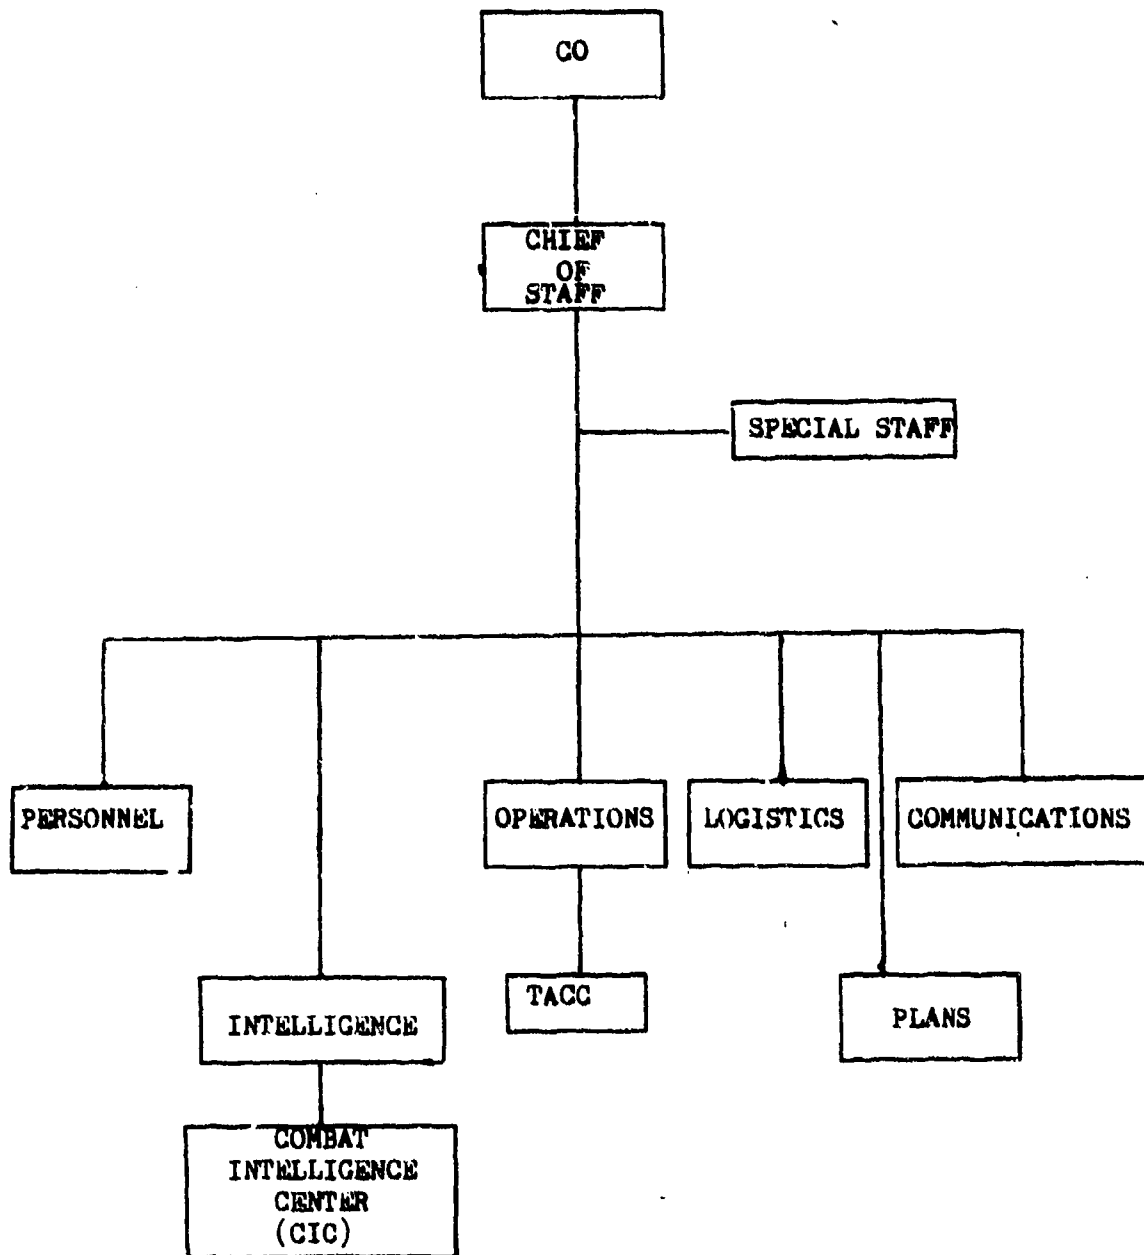 CO
CHIEF
OF
STAFF
SPECIAL STAFF
PERSONNEL
OPERATIONS
LOGISTICS
COMMUNICATIONS
TACC
INTELLIGENCE
PLANS
COMBAT
INTELLIGENCE
CENTER
(CIC)